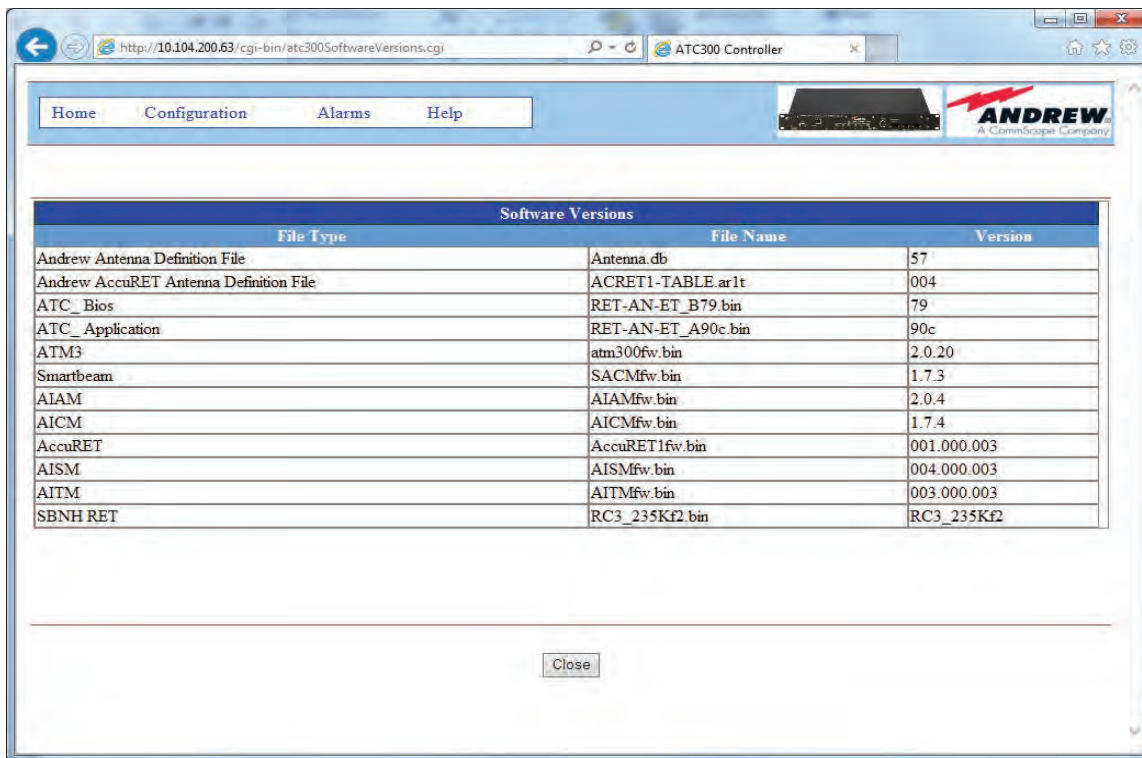 http://10.104.200.63/cgi-bin/atc300SoftwareVersions.cgi
ATC300 Controller
Home Configuration Alarms Help
ANDREW.
A CommScope Company
Software Versions
File Type File Name Version
Andrew Antenna Definition File Antenna.db 57
Andrew AccuRET Antenna Definition File ACRET1-TABLE.ar1t 004
ATC_ Bios RET-AN-ET_B79.bin 79
ATC_ Application RET-AN-ET_A90c.bin 90c
ATM3 atm300fw.bin 2.0.20
Smartbeam SACMfw.bin 1.7.3
AIAM AIAMfw.bin 2.0.4
AICM AICMfw.bin 1.7.4
AccuRET AccuRET1fw.bin 001.000.003
AISM AISMfw.bin 004.000.003
AITM AITMfw.bin 003.000.003
SBNH RET RC3_235Kf2.bin RC3_235Kf2
Close